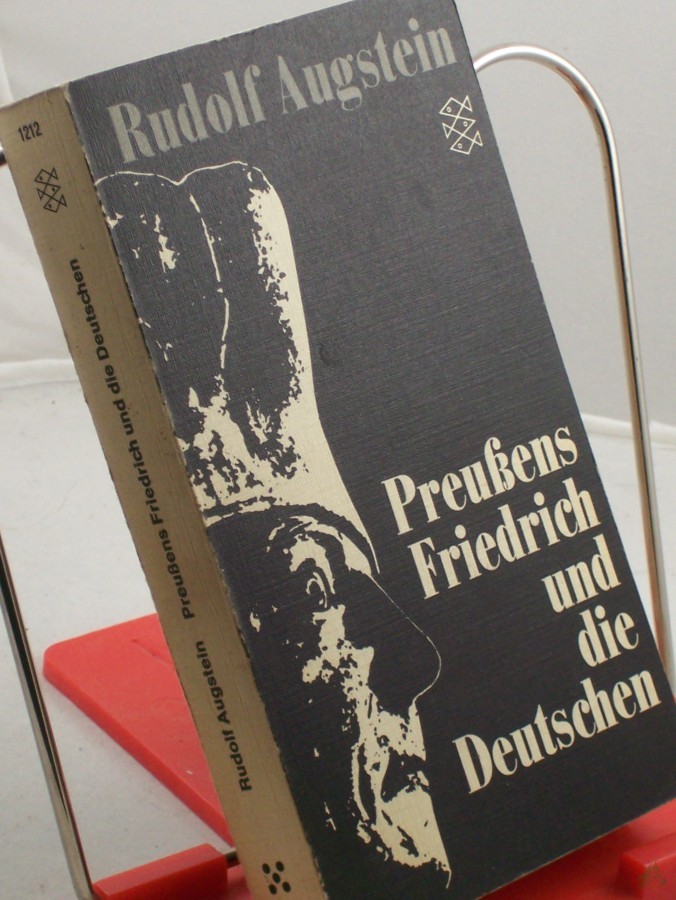 Rudolf Augstein
Preußens
Friedrich
und
die
Deutschen
1212
Rudolf Augstein Preußens Friedrich und die Deutschen